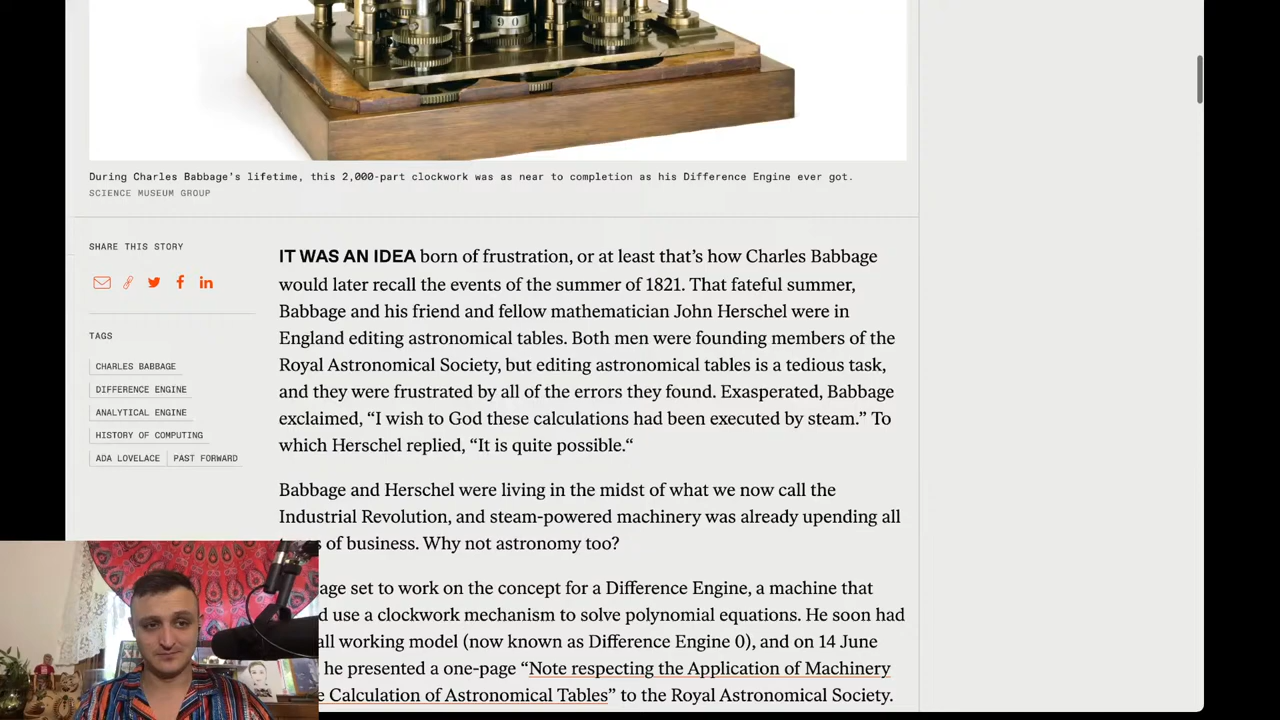 90
During Charles Babbage’s lifetime, this 2,000-part clockwork was as near to completion as his Difference Engine ever got.
SCIENCE MUSEUM GROUP
SHARE THIS STORY
TAGS
CHARLES BABBAGE
DIFFERENCE ENGINE
ANALYTICAL ENGINE
HISTORY OF COMPUTING
ADA LOVELACE
PAST FORWARD
IT WAS AN IDEA born of frustration, or at least that’s how Charles Babbage
would later recall the events of the summer of 1821. That fateful summer,
Babbage and his friend and fellow mathematician John Herschel were in
England editing astronomical tables. Both men were founding members of the
Royal Astronomical Society, but editing astronomical tables is a tedious task,
and they were frustrated by all of the errors they found. Exasperated, Babbage
exclaimed, “I wish to God these calculations had been executed by steam.” To
which Herschel replied, “It is quite possible.“
Babbage and Herschel were living in the midst of what we now call the
Industrial Revolution, and steam-powered machinery was already upending all
of business. Why not astronomy too?
set to work on the concept for a Difference Engine, a machine that
use a clockwork mechanism to solve polynomial equations. He soon had
working model (now known as Difference Engine 0), and on 14 June
he presented a one-page “Note respecting the Application of Machinery
Calculation of Astronomical Tables” to the Royal Astronomical Society.